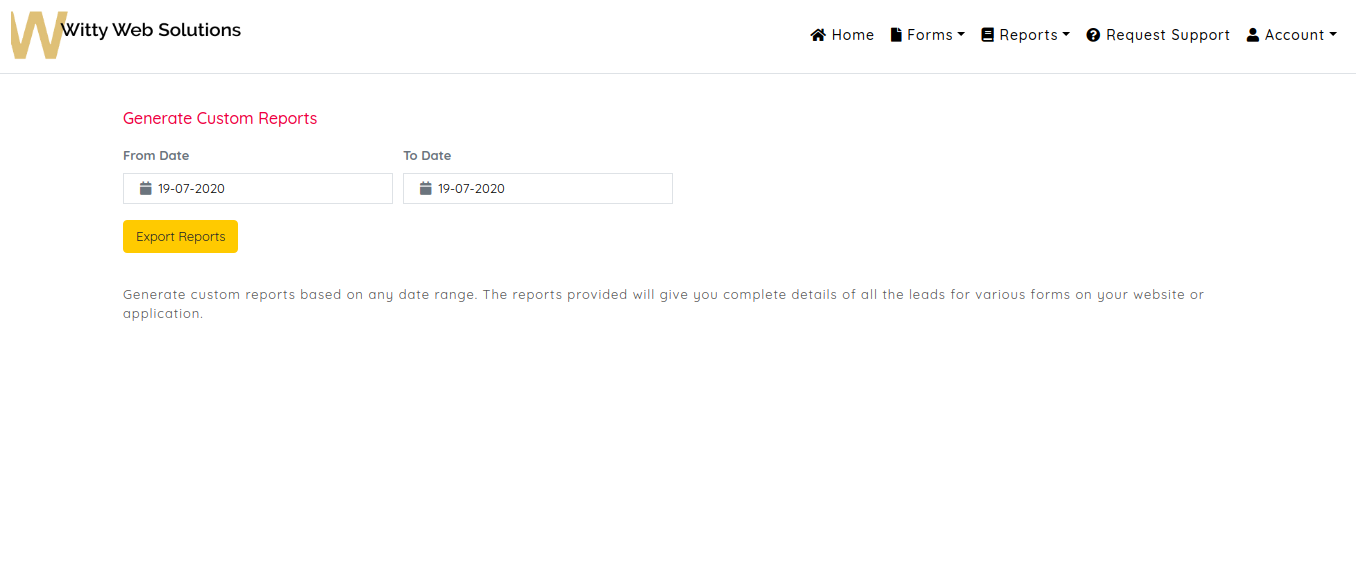 W Witty Web Solutions
Home Forms Reports Request Support Account
Generate Custom Reports
From Date To Date
19-07-2020 19-07-2020
Export Reports
Generate custom reports based on any date range. The reports provided will give you complete details of all the leads for various forms on your website or
application.